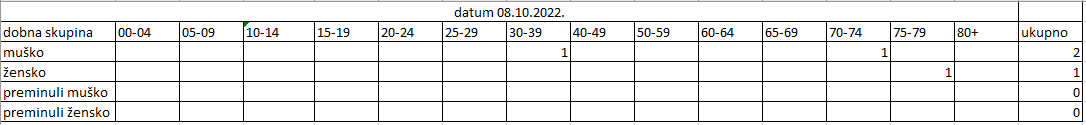 datum 08.10.2022.
dobna skupina 00-04 05-09 10-14 15-19 20-24 25-29 30-39 40-49 50-59 60-64 65-69 70-74 75-79 80+ ukupno
muško 1 1 2
žensko 1 1
preminuli muško 0
preminuli žensko 0